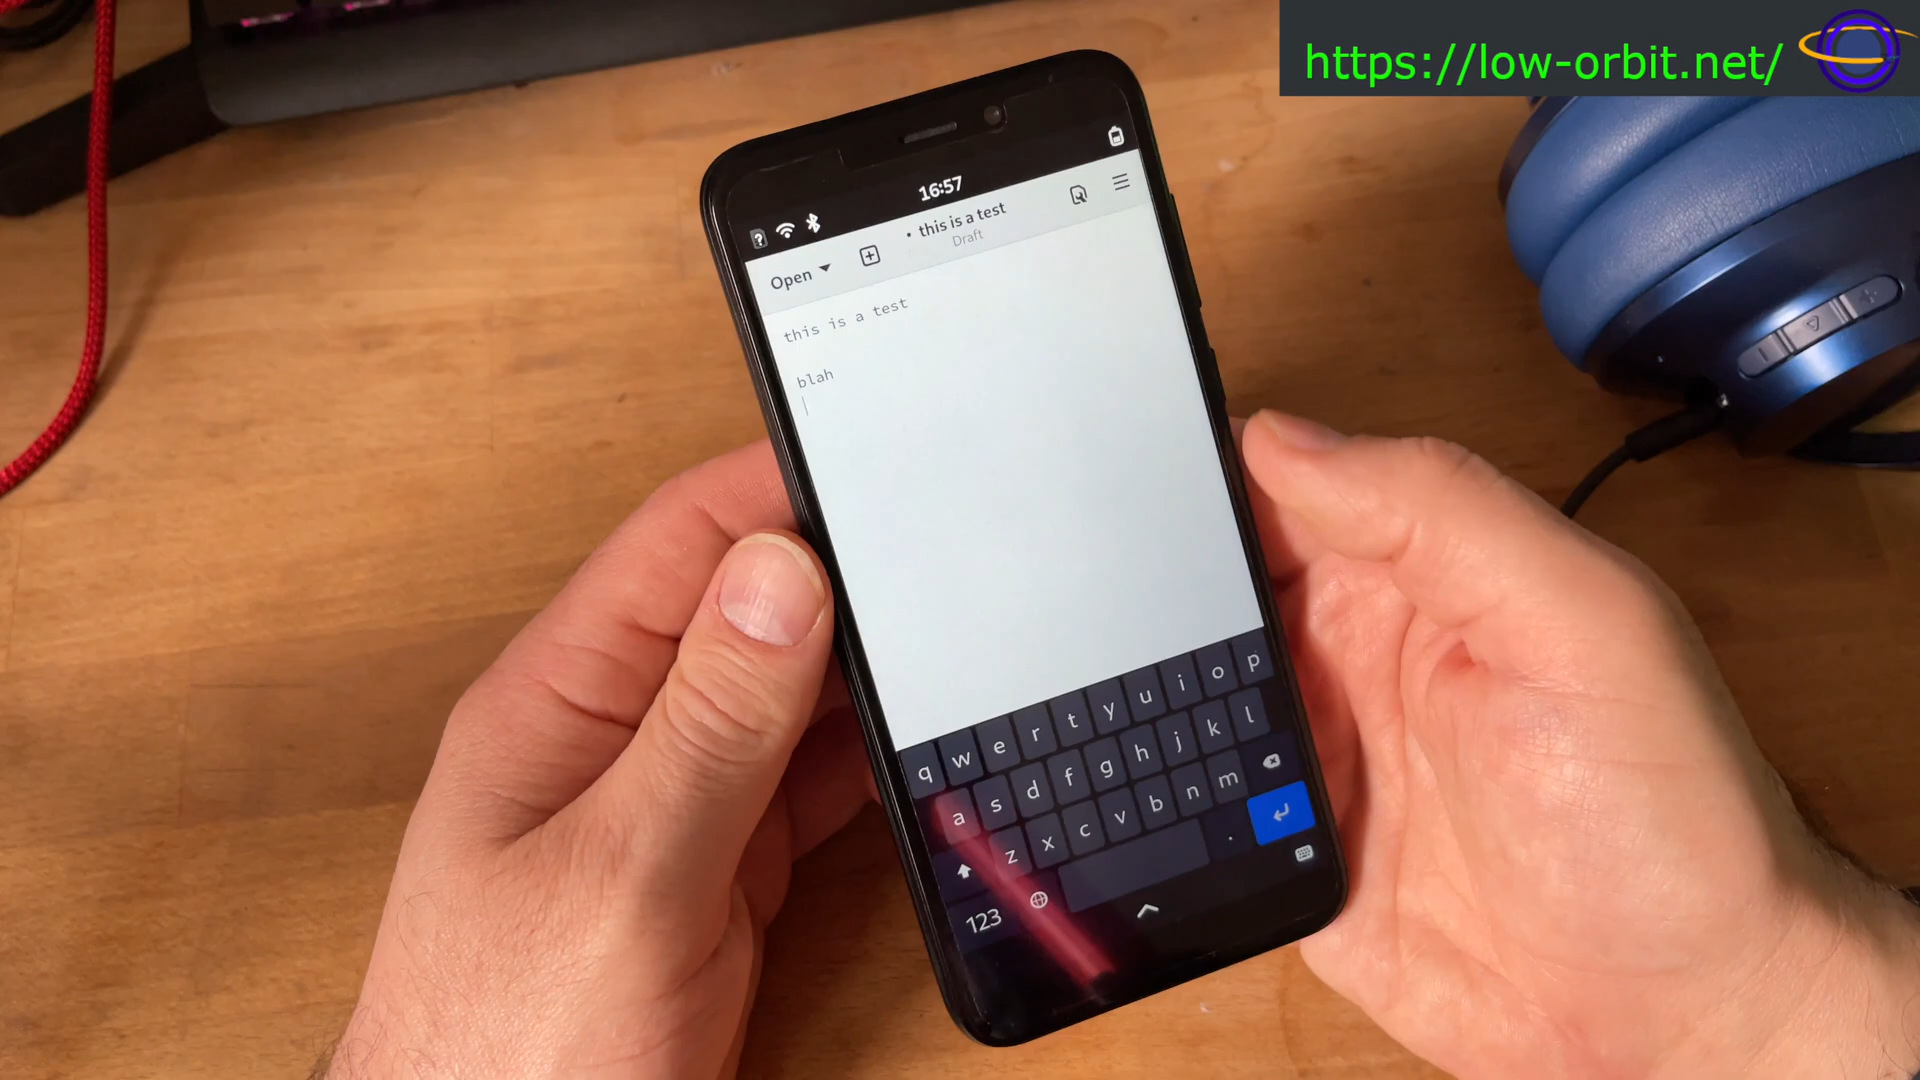 https://low-orbit.net/
16:57
• this is a test
Draft
Open
this is a test
blah
q w e r t y u i o p
a s d f g h j k l
z x c v b n m
123 .